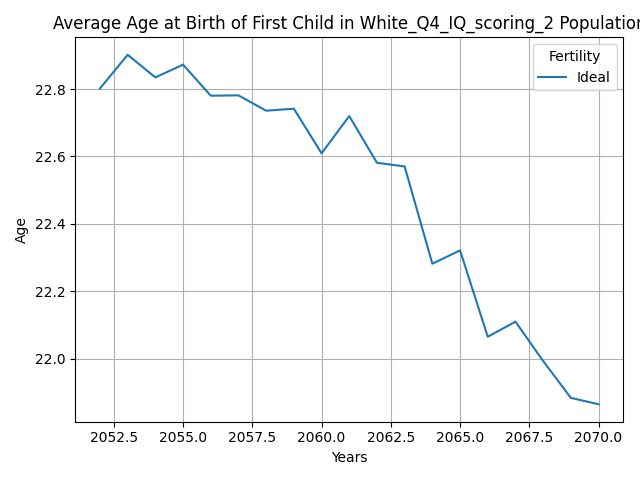 Average Age at Birth of First Child in White_Q4_IQ_scoring_2 Population
Fertility
Ideal
22.8
22.6
22.4
22.2
22.0
Age
2052.5 2055.0 2057.5 2060.0 2062.5 2065.0 2067.5 2070.0
Years